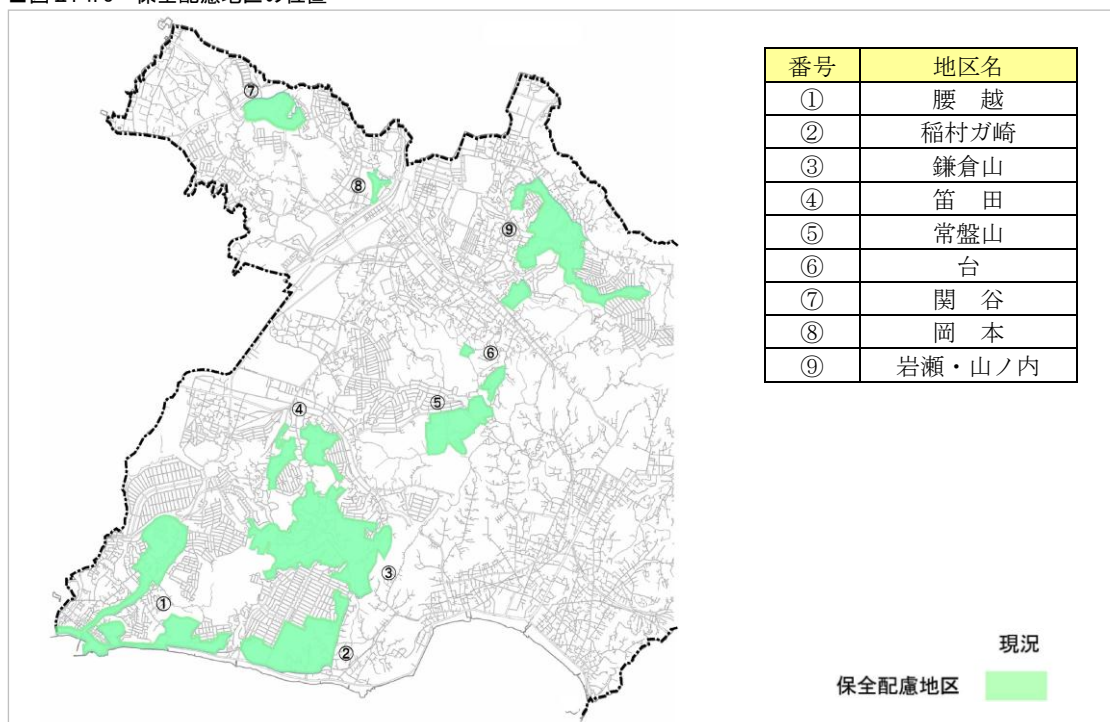 番号 地区名
① 腰 越
② 稲村ガ崎
③ 鎌倉山
④ 笛 田
⑤ 常盤山
⑥ 台
⑦ 関 谷
⑧ 岡 本
⑨ 岩瀬・山ノ内
⑦
⑧
⑨
⑥
⑤
④
③
①
②
現況
保全配慮地区